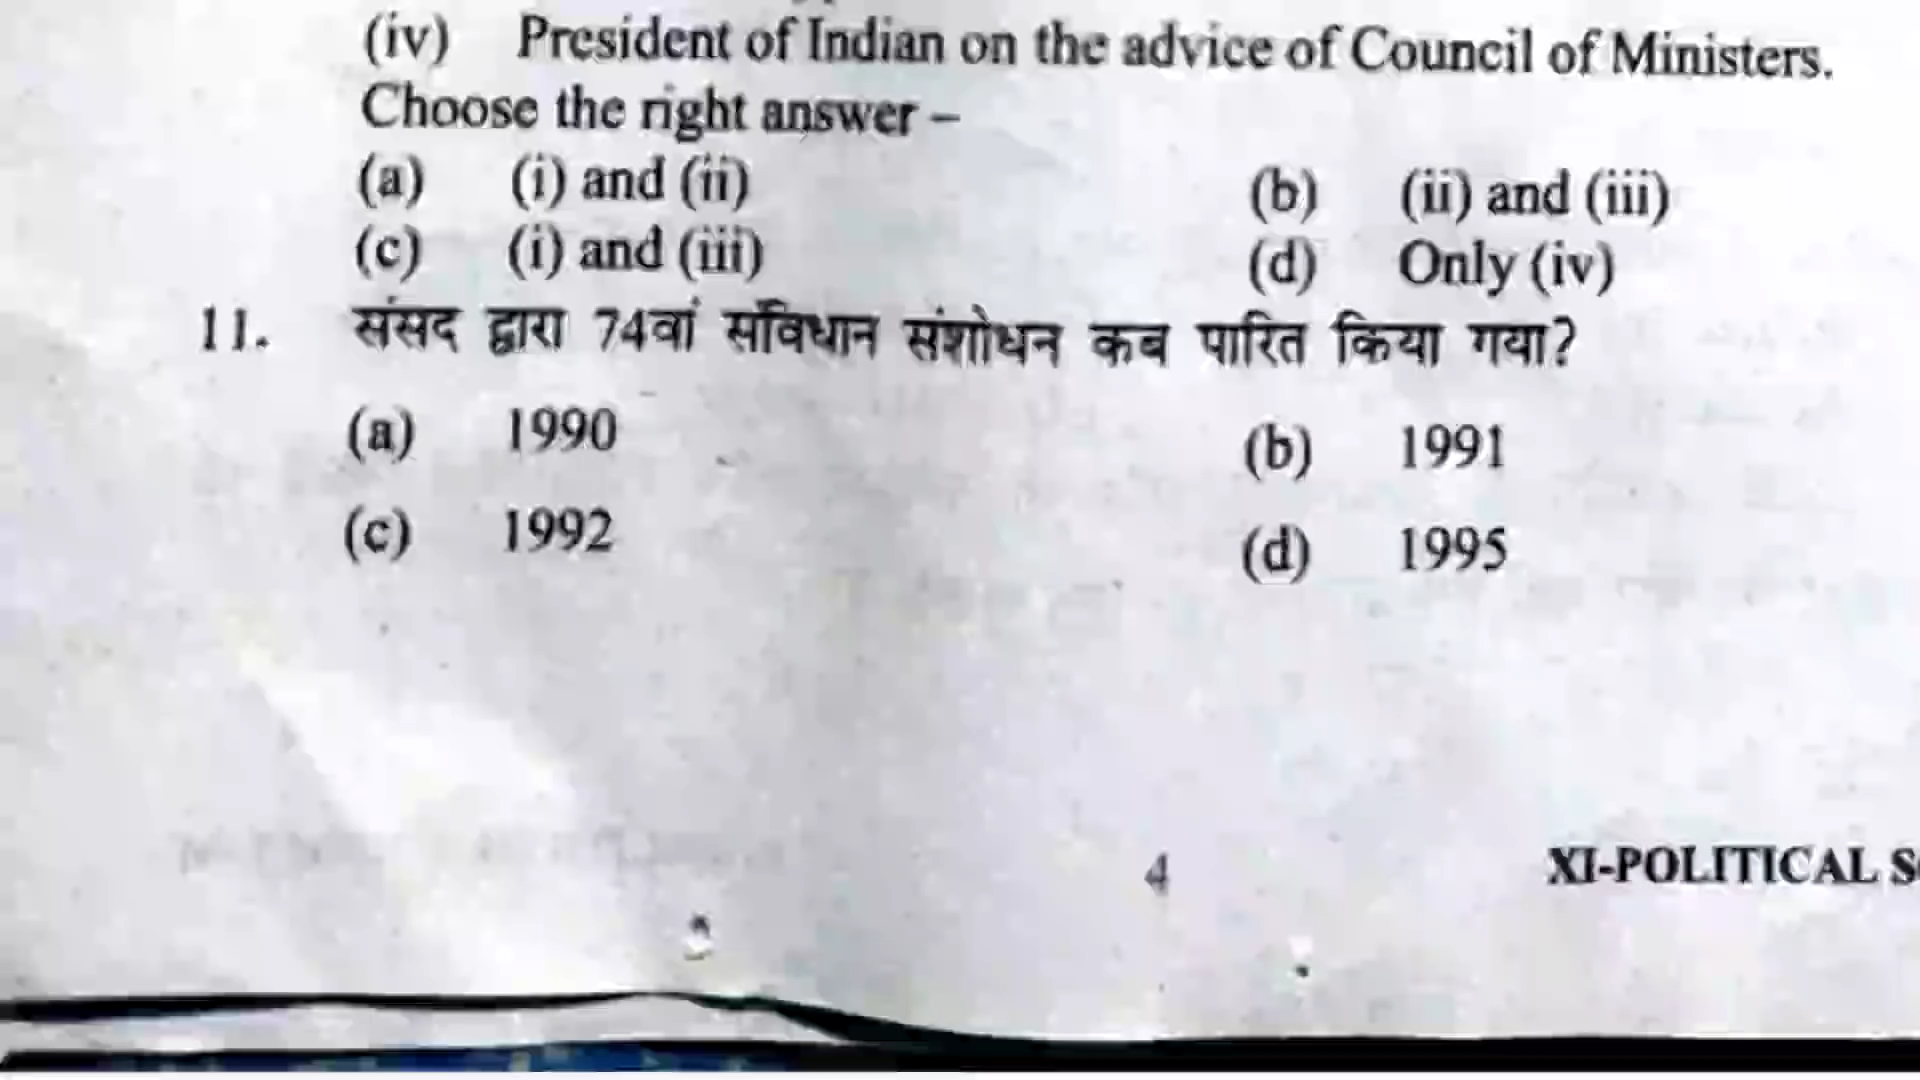 (iv) President of Indian on the advice of Council of Ministers.
Choose the right answer –
(a) (i) and (ii) (b) (ii) and (iii)
(c) (i) and (iii) (d) Only (iv)
11. संसद द्वारा 74वां संविधान संशोधन कब पारित किया गया?
(a) 1990 (b) 1991
(c) 1992 (d) 1995
4 XI-POLITICAL